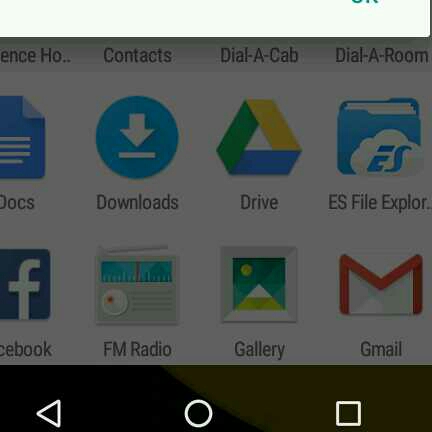 ence Ho.. Contacts Dial-A-Cab Dial-A-Room
Docs Downloads Drive ES File Explor..
ES
f
cebook FM Radio Gallery Gmail